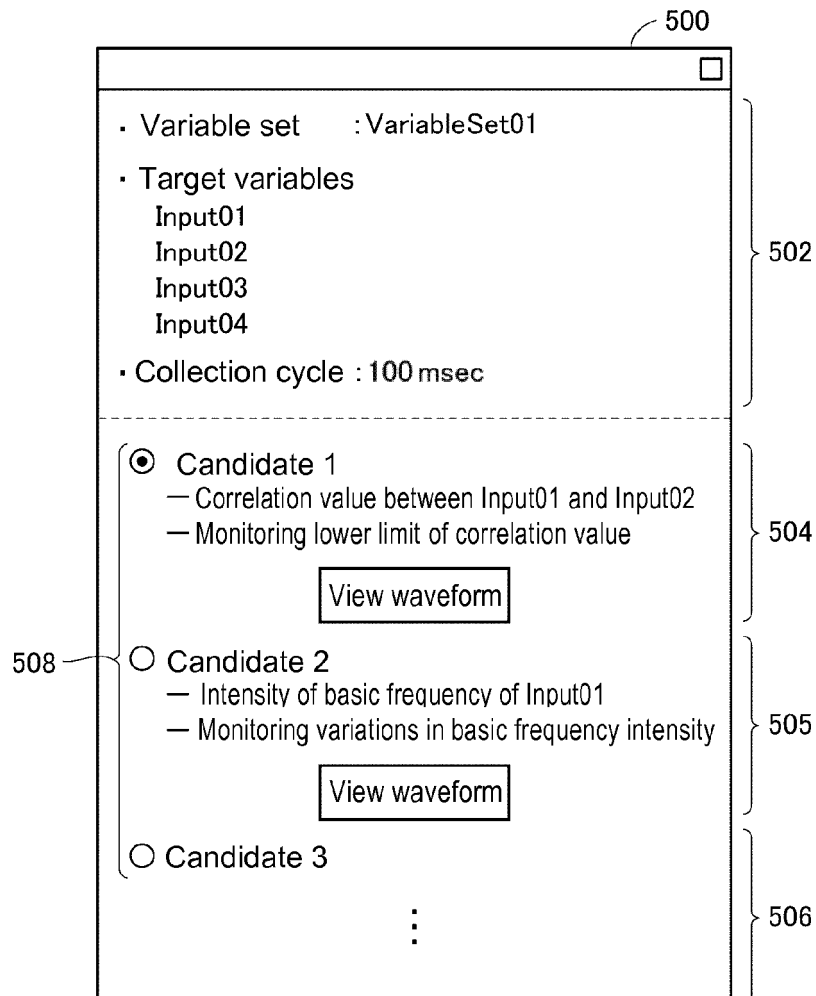 500
· Variable set :VariableSet01
· Target variables
Input01
Input02
Input03
Input04
502
· Collection cycle : 100 msec
Candidate 1
— Correlation value between Input01 and Input02
— Monitoring lower limit of correlation value
504
View waveform
508
Candidate 2
— Intensity of basic frequency of Input01
— Monitoring variations in basic frequency intensity
505
View waveform
Candidate 3
506
⋮